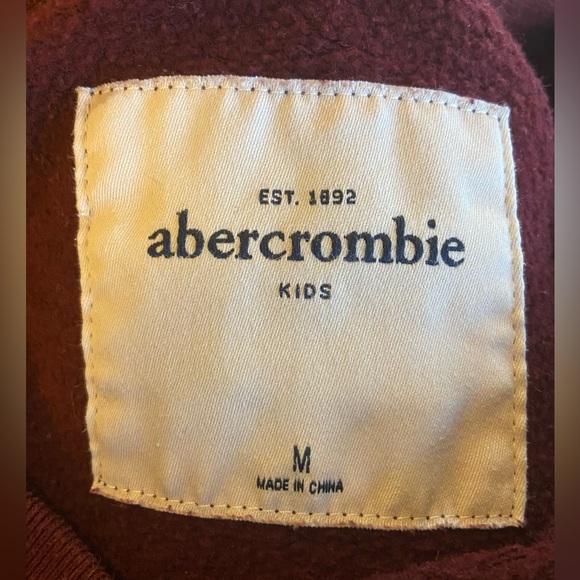 EST. 1892
abercrombie
KIDS
M
MADE IN CHINA